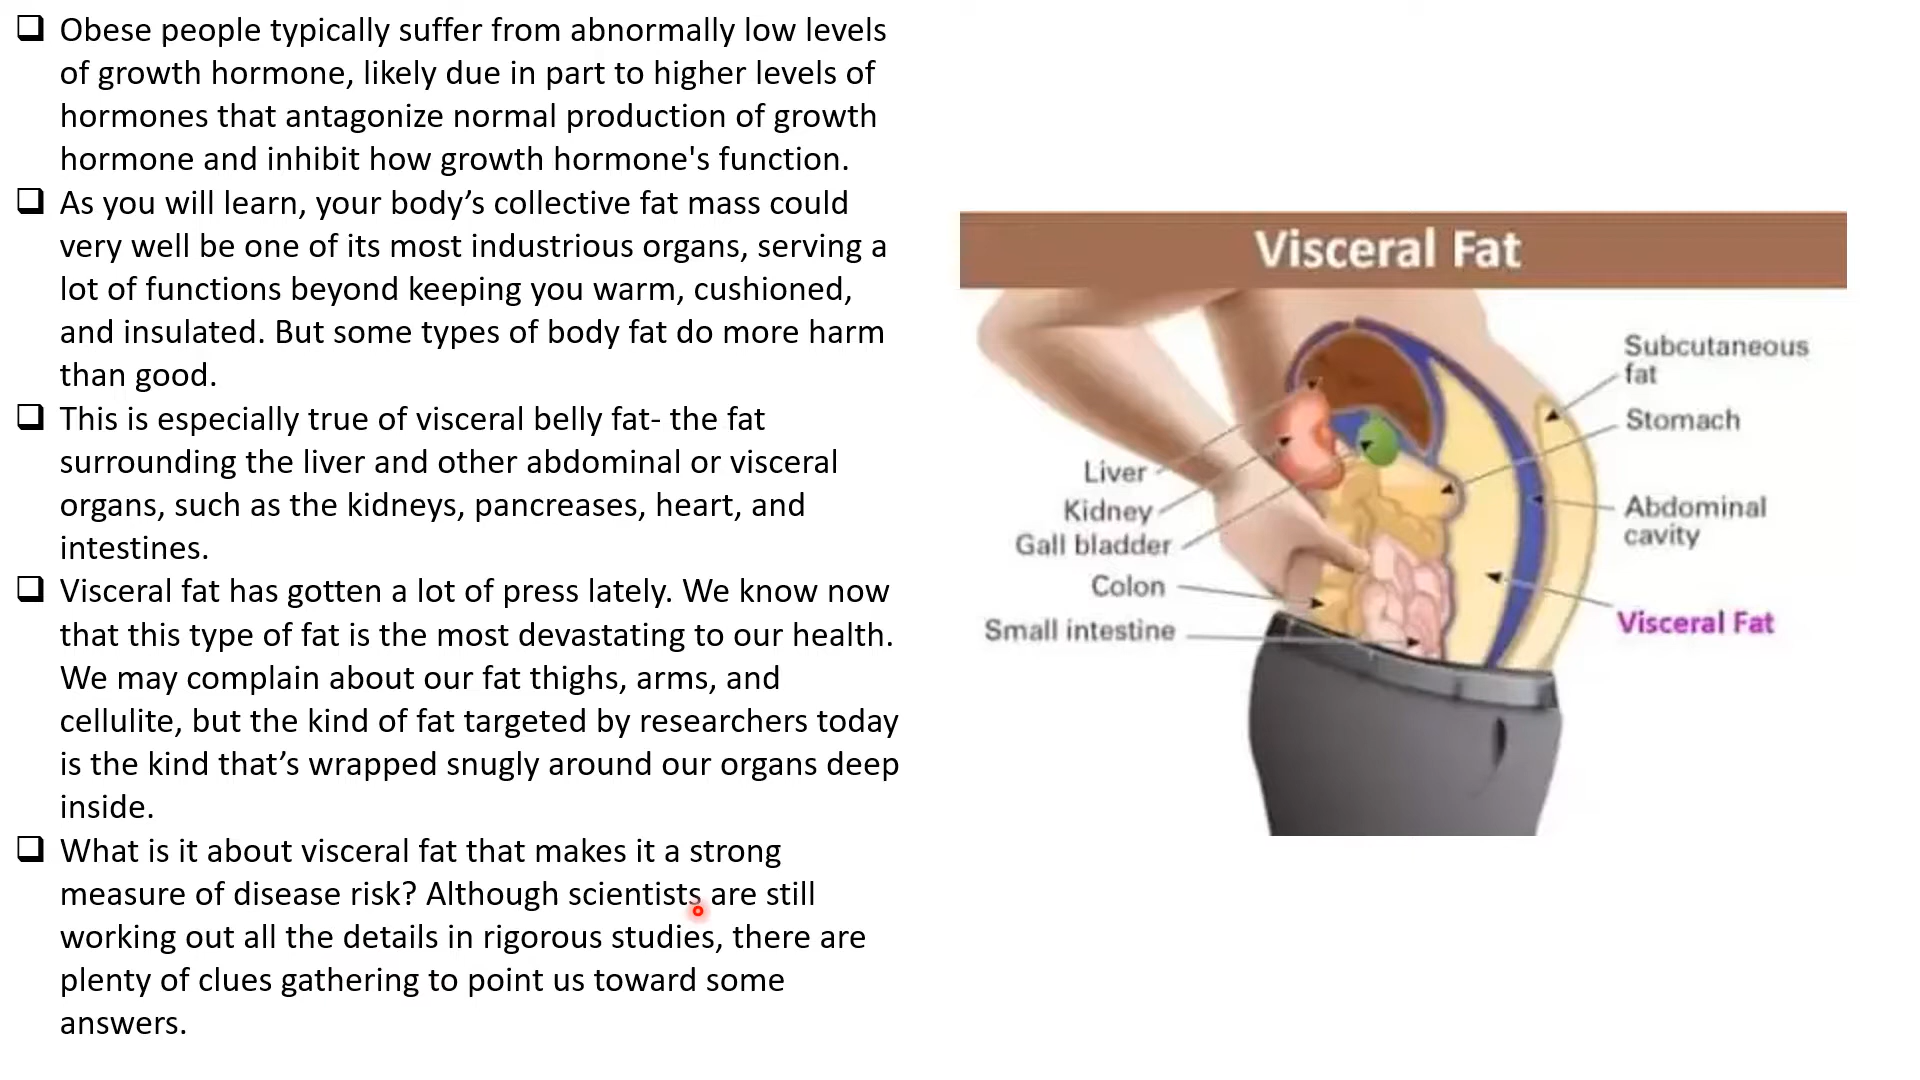 Obese people typically suffer from abnormally low levels
of growth hormone, likely due in part to higher levels of
hormones that antagonize normal production of growth
hormone and inhibit how growth hormone's function.
As you will learn, your body’s collective fat mass could
very well be one of its most industrious organs, serving a
lot of functions beyond keeping you warm, cushioned,
and insulated. But some types of body fat do more harm
than good.
This is especially true of visceral belly fat- the fat
surrounding the liver and other abdominal or visceral
organs, such as the kidneys, pancreases, heart, and
intestines.
Visceral fat has gotten a lot of press lately. We know now
that this type of fat is the most devastating to our health.
We may complain about our fat thighs, arms, and
cellulite, but the kind of fat targeted by researchers today
is the kind that’s wrapped snugly around our organs deep
inside.
What is it about visceral fat that makes it a strong
measure of disease risk? Although scientists are still
working out all the details in rigorous studies, there are
plenty of clues gathering to point us toward some
answers.
Visceral Fat
Liver
Kidney
Gall bladder
Colon
Small intestine
Subcutaneous
fat
Stomach
Abdominal
cavity
Visceral Fat